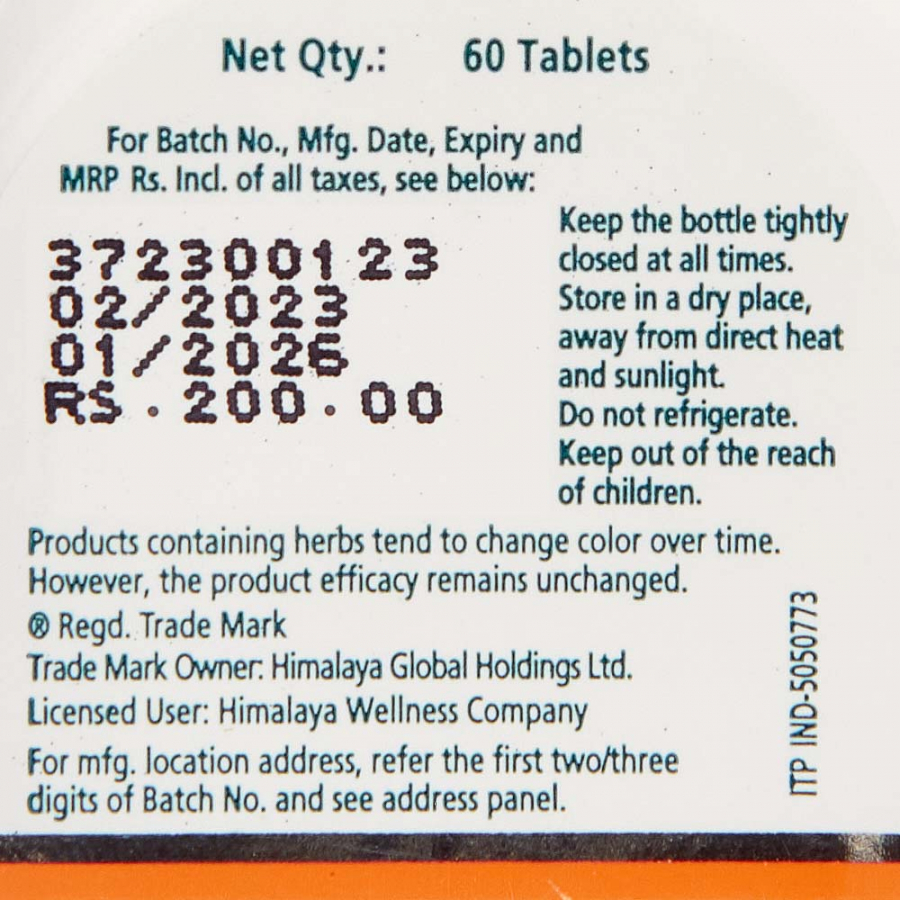 Net Qty.: 60 Tablets
For Batch No., Mfg. Date, Expiry and
MRP Rs. Incl. of all taxes, see below:
372300123
02/2023
01/2026
RS.200.00
Keep the bottle tightly
closed at all times.
Store in a dry place,
away from direct heat
and sunlight.
Do not refrigerate.
Keep out of the reach
of children.
Products containing herbs tend to change color over time.
However, the product efficacy remains unchanged.
® Regd. Trade Mark
Trade Mark Owner: Himalaya Global Holdings Ltd.
Licensed User: Himalaya Wellness Company
For mfg. location address, refer the first two/three
digits of Batch No. and see address panel.
ITP IND-5050773